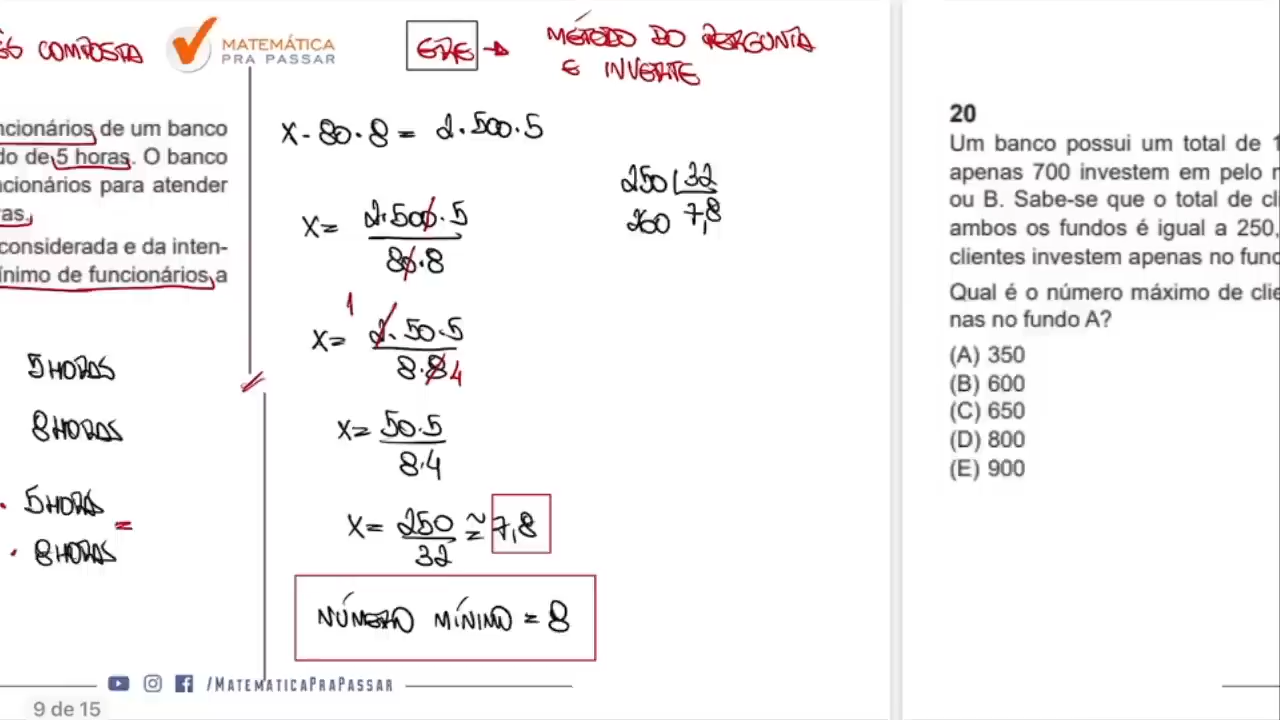 COMPOSTA
MATEMÁTICA
PRA PASSAR
→ MÉTODO DO PERGUNTA
E INVERTE
ncionários de um banco
do de 5 horas. O banco
cionários para atender
ras.
considerada e da inten-
ínimo de funcionários a
5 HORAS
8 HORAS
5 HORAS =
8 HORAS
X · 80 · 8 = 2 · 500 · 5
X = 2 · 500 · 5
80 · 8
1
X = 2 · 50 · 5
8 · 8 4
X = 50 · 5
8 · 4
X = 250 ≅ 7,8
32
NÚMERO MÍNIMO = 8
250 32
260 7,8
/MATEMATICAPRAPASSAR
9 de 15
20
Um banco possui um total de 1
apenas 700 investem em pelo
ou B. Sabe-se que o total de cli
ambos os fundos é igual a 250,
clientes investem apenas no fund
Qual é o número máximo de clie
nas no fundo A?
(A) 350
(B) 600
(C) 650
(D) 800
(E) 900